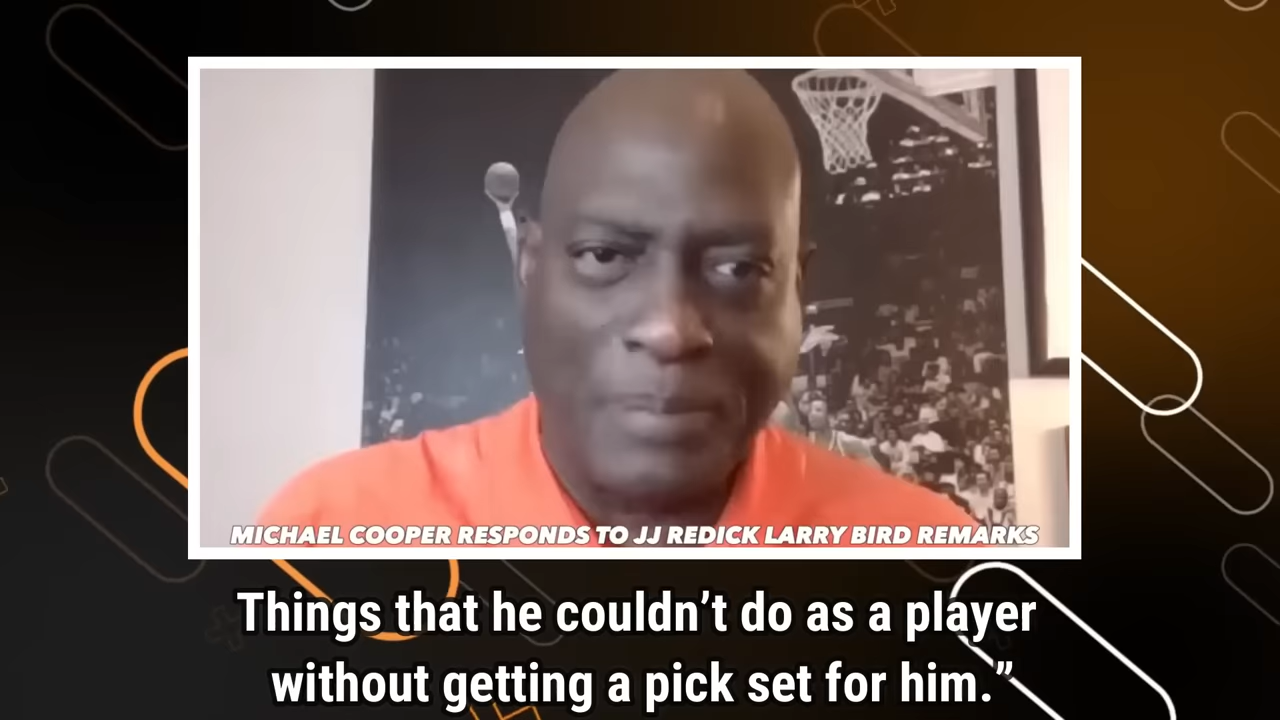 MICHAEL COOPER RESPONDS TO JJ REDICK LARRY BIRD REMARKS
Things that he couldn’t do as a player
without getting a pick set for him.”